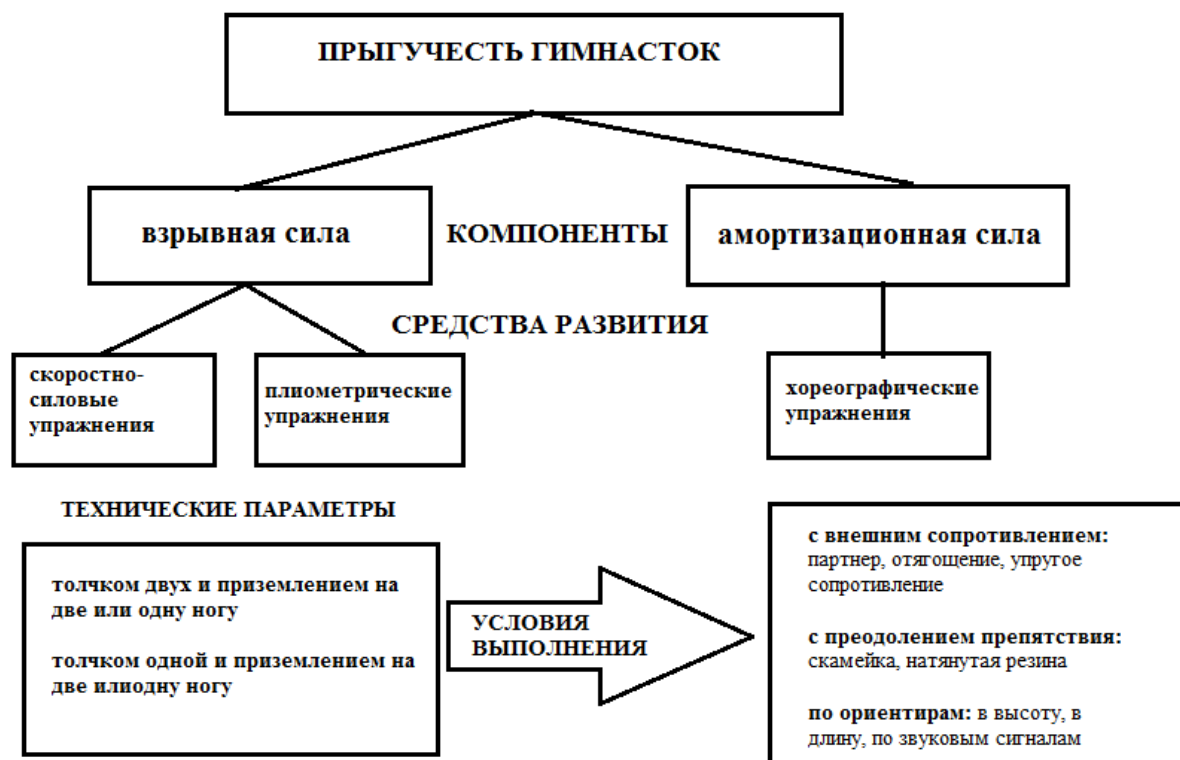 ПРЫГУЧЕСТЬ ГИМНАСТОК
взрывная сила
КОМПОНЕНТЫ
амортизационная сила
СРЕДСТВА РАЗВИТИЯ
скоростно-
силовые
упражнения
плиометрические
упражнения
хореографические
упражнения
ТЕХНИЧЕСКИЕ ПАРАМЕТРЫ
толчком двух и приземлением на
две или одну ногу
толчком одной и приземлением на
две илиодну ногу
УСЛОВИЯ
ВЫПОЛНЕНИЯ
с внешним сопротивлением:
партнер, отягощение, упругое
сопротивление
с преодолением препятствия:
скамейка, натянутая резина
по ориентирам: в высоту, в
длину, по звуковым сигналам